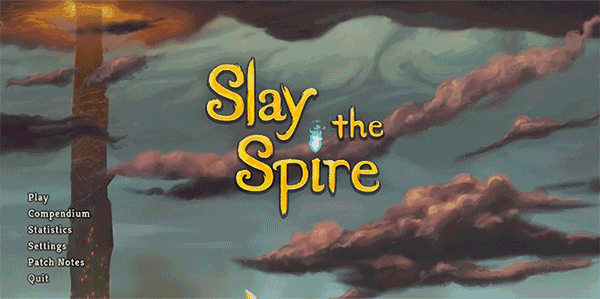 Slay
the
Spire
Play
Compendium
Statistics
Settings
Patch Notes
Quit